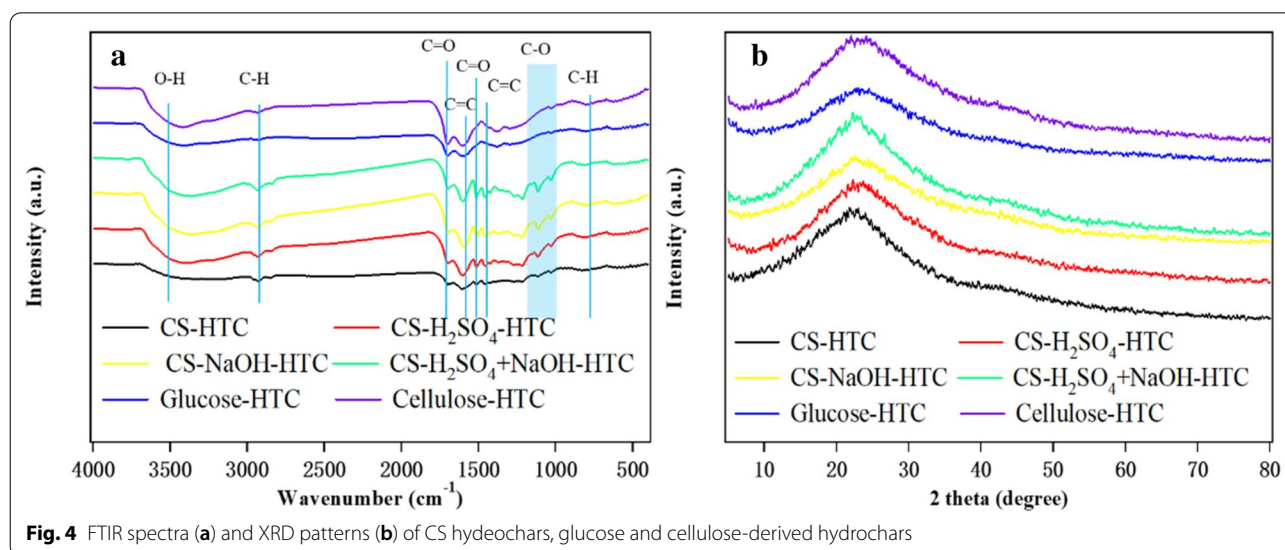 a
O-H
C-H
C=O
C=C
C=O
C=C
C-O
C-H
Intensity (a.u.)
CS-HTC
CS-H₂SO₄-HTC
CS-NaOH-HTC
CS-H₂SO₄+NaOH-HTC
Glucose-HTC
Cellulose-HTC
4000 3500 3000 2500 2000 1500 1000 500
Wavenumber (cm⁻¹)
b
Intensity (a.u.)
CS-HTC
CS-H₂SO₄-HTC
CS-NaOH-HTC
CS-H₂SO₄+NaOH-HTC
Glucose-HTC
Cellulose-HTC
10 20 30 40 50 60 70 80
2 theta (degree)
Fig. 4 FTIR spectra (a) and XRD patterns (b) of CS hydeochars, glucose and cellulose-derived hydrochars